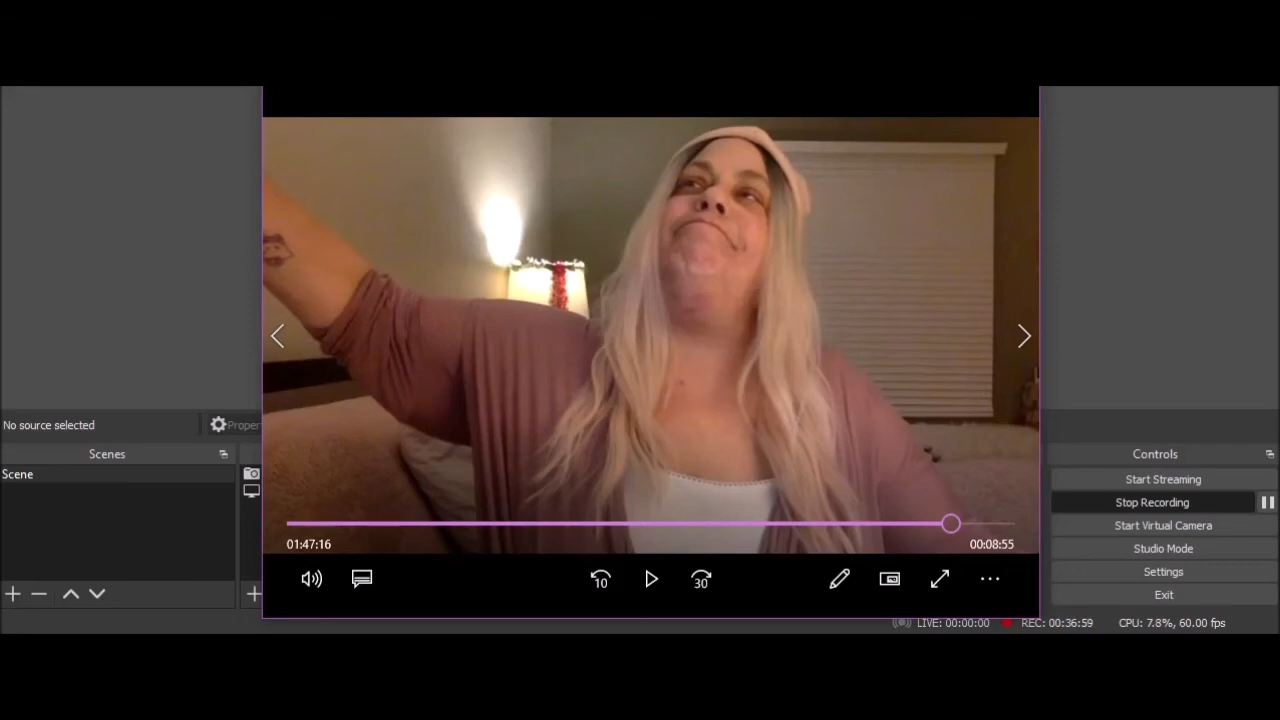 No source selected
Proper
Scenes
Scene
01:47:16
00:08:55
10
30
Controls
Start Streaming
Stop Recording
Start Virtual Camera
Studio Mode
Settings
Exit
LIVE: 00:00:00
REC: 00:36:59
CPU: 7.8%, 60.00 fps